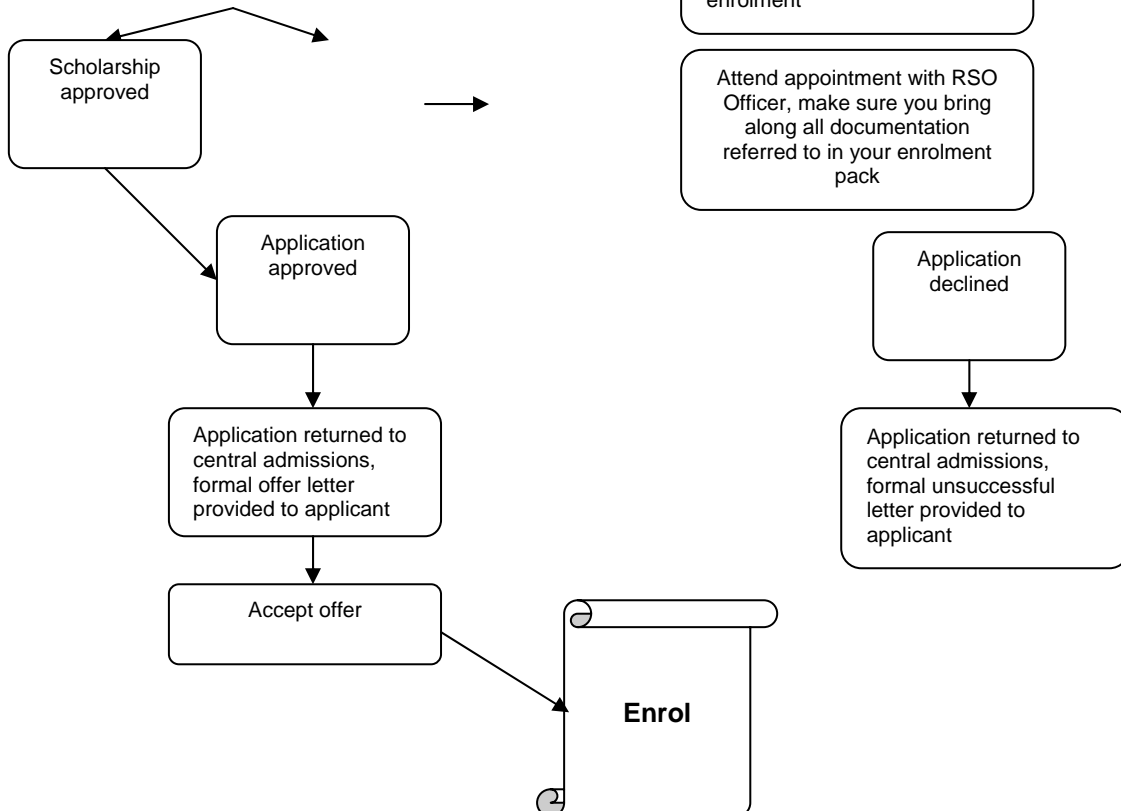 enrolment
Scholarship
approved
Attend appointment with RSO
Officer, make sure you bring
along all documentation
referred to in your enrolment
pack
Application
approved
Application
declined
Application returned to
central admissions,
formal offer letter
provided to applicant
Application returned to
central admissions,
formal unsuccessful
letter provided to
applicant
Accept offer
Enrol